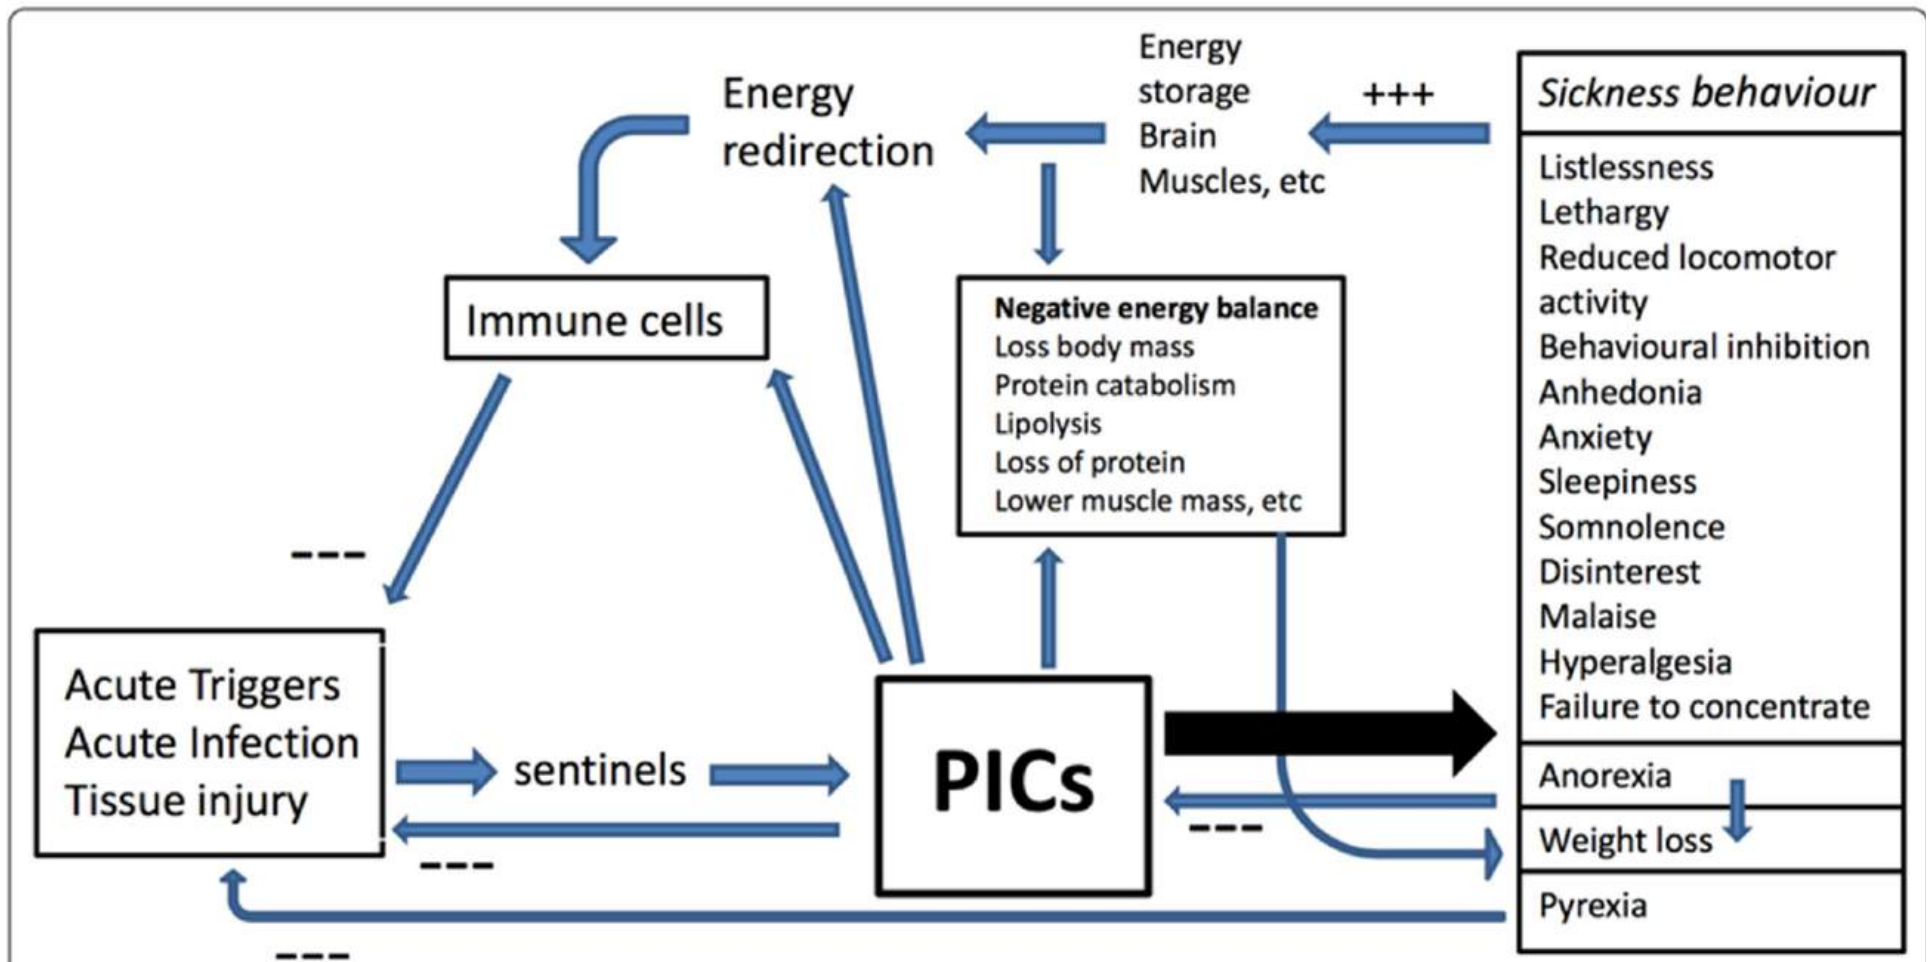 Energy
redirection
Energy
storage
Brain
Muscles, etc
+++
Sickness behaviour
Listlessness
Lethargy
Reduced locomotor
activity
Behavioural inhibition
Anhedonia
Anxiety
Sleepiness
Somnolence
Disinterest
Malaise
Hyperalgesia
Failure to concentrate
Anorexia
Weight loss
Pyrexia
Immune cells
Negative energy balance
Loss body mass
Protein catabolism
Lipolysis
Loss of protein
Lower muscle mass, etc
---
Acute Triggers
Acute Infection
Tissue injury
sentinels
PICs
---
---
---